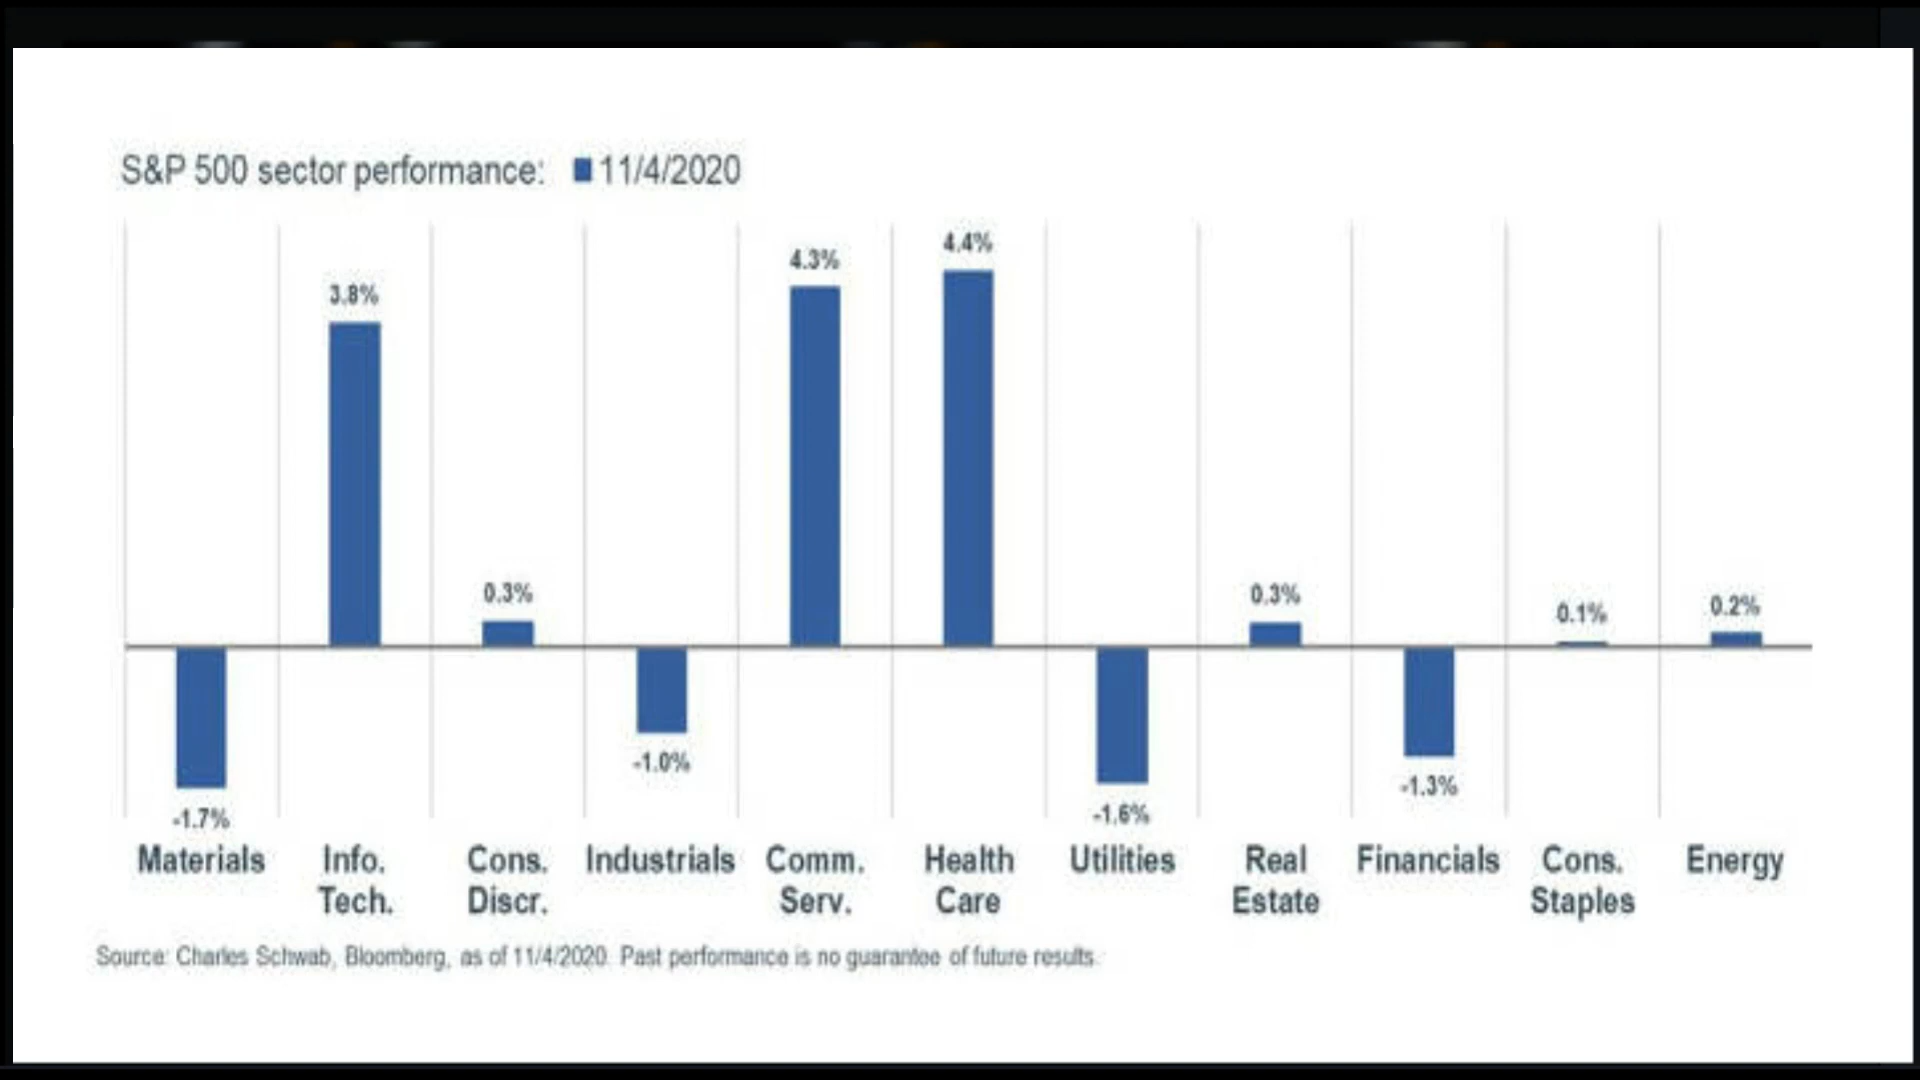 S&P 500 sector performance: 11/4/2020
4.4%
4.3%
3.8%
0.3%
0.3%
0.1%
0.2%
-1.0%
-1.3%
-1.7%
-1.6%
Materials
Info.
Tech.
Cons.
Discr.
Industrials
Comm.
Serv.
Health
Care
Utilities
Real
Estate
Financials
Cons.
Staples
Energy
Source: Charles Schwab, Bloomberg, as of 11/4/2020. Past performance is no guarantee of future results.